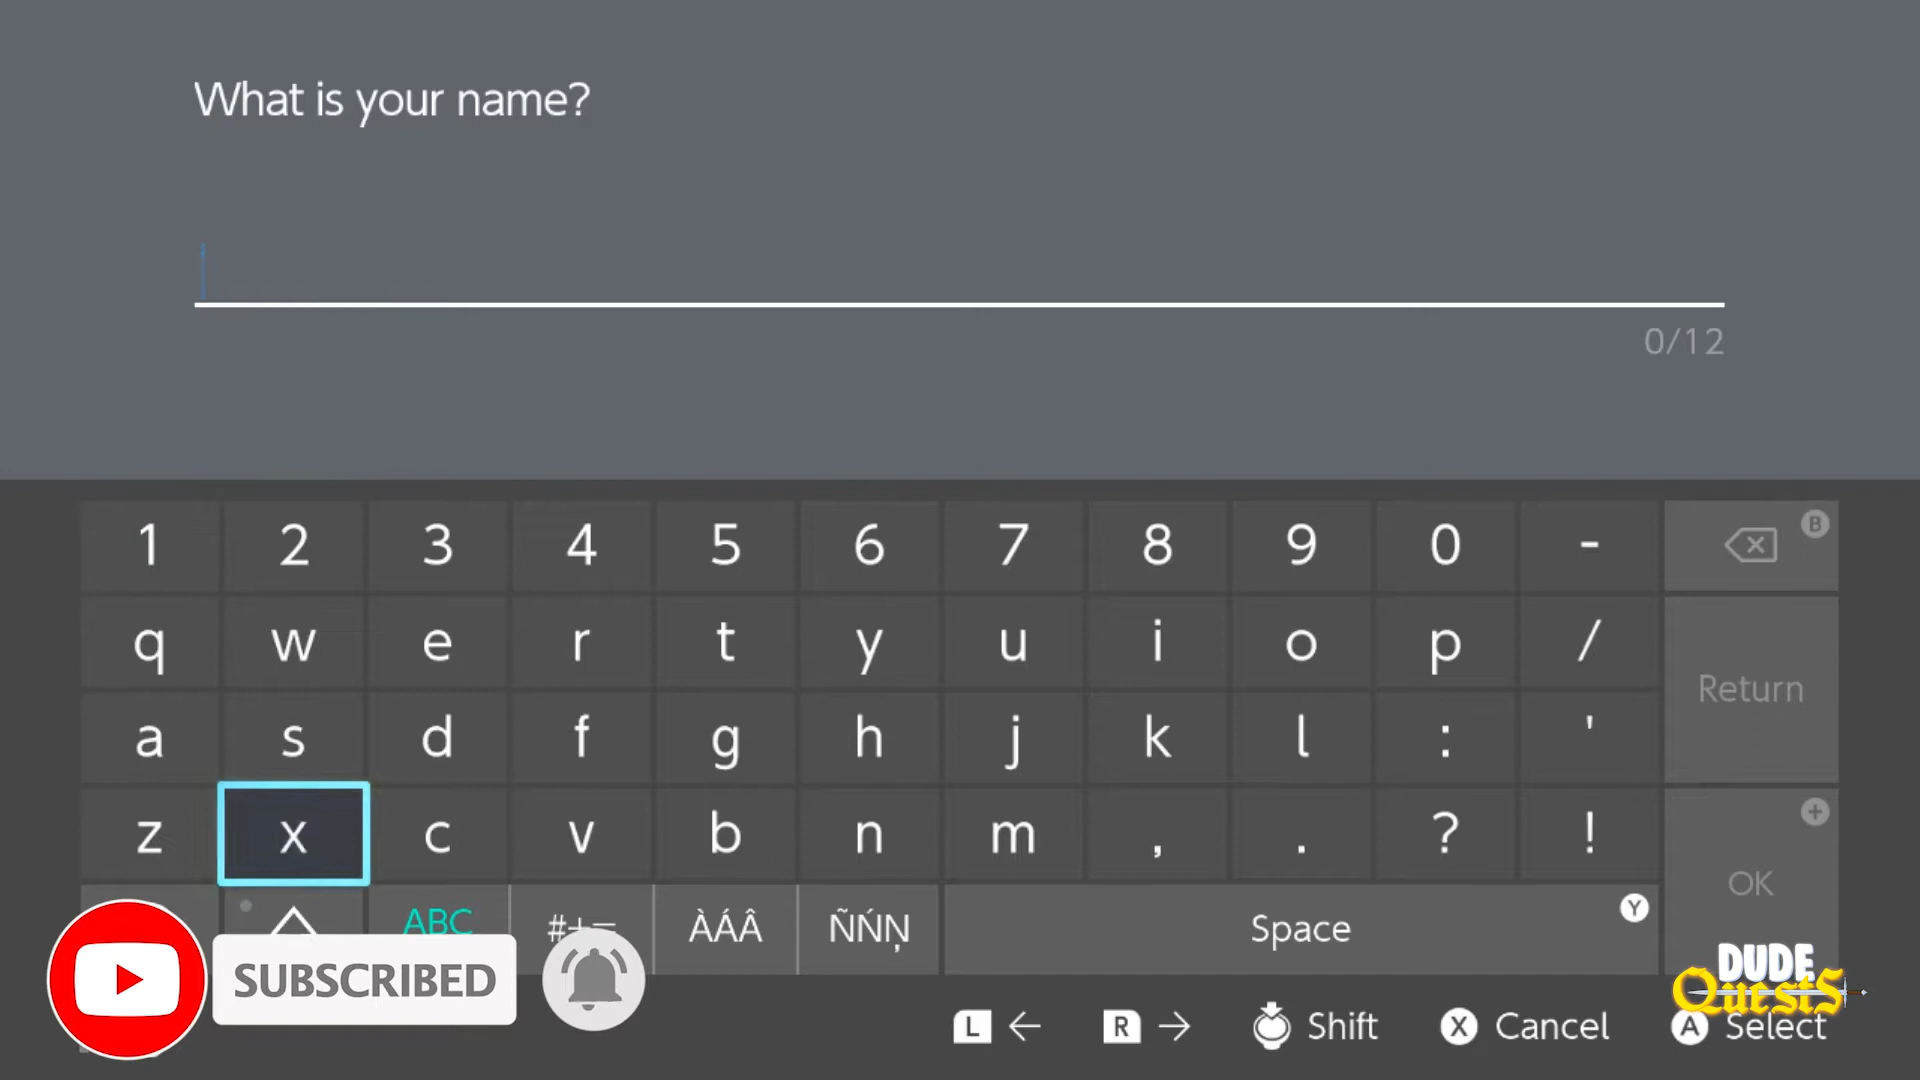 What is your name?
0/12
1 2 3 4 5 6 7 8 9 0 - B
q w e r t y u i o p /
Return
a s d f g h j k l : '
z x c v b n m , . ? ! +
OK
ABC #+= ÀÁÂ ÑŃŅ Space Y
SUBSCRIBED
DUDE
QuestS
L ← R → Shift X Cancel A Select